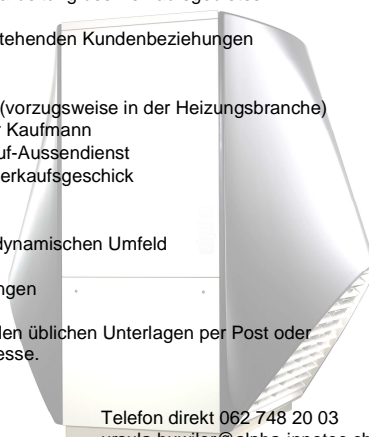 stehenden Kundenbeziehungen
(vorzugsweise in der Heizungsbranche)
Kaufmann
uf-Aussendienst
erkaufsgeschick
dynamischen Umfeld
ngen
den üblichen Unterlagen per Post oder
esse.
Telefon direkt 062 748 20 03